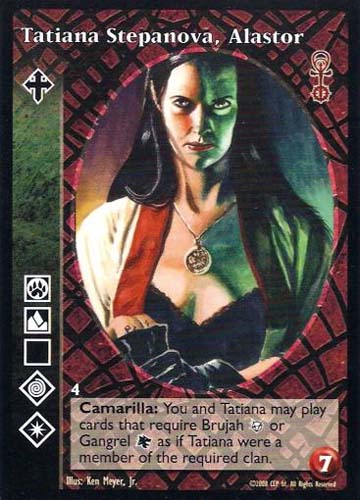 Tatiana Stepanova, Alastor
4
Camarilla: You and Tatiana may play
cards that require Brujah or
Gangrel as if Tatiana were a
member of the required clan.
7
Illus: Ken Meyer, Jr.
©2008 CCP hf. All Rights Reserved